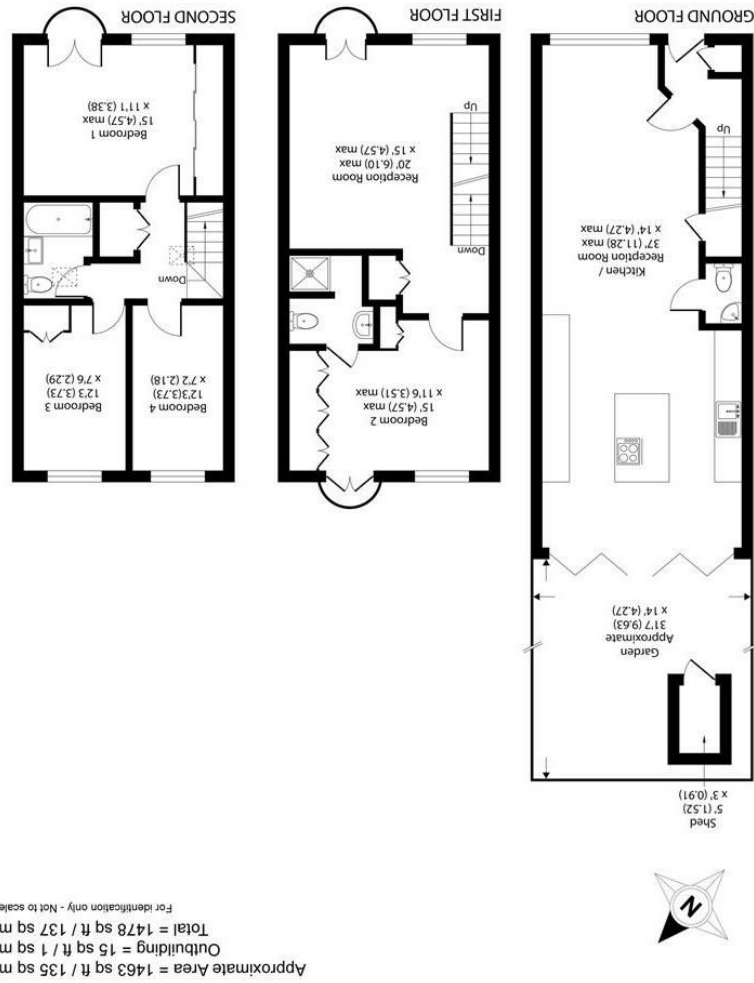 Approximate Area = 1463 sq ft / 135 sq m
Outbuilding = 15 sq ft / 1 sq m
Total = 1478 sq ft / 137 sq m
For identification only - Not to scale
N
Shed
5' (1.52)
x 3' (0.91)
Garden
Approximate
31'7 (9.63)
x 14' (4.27)
Kitchen /
Reception Room
37' (11.28) max
x 14' (4.27) max
Up
GROUND FLOOR
Bedroom 2
15' (4.57) max
x 11'6 (3.51) max
Down
Reception Room
20' (6.10) max
x 15' (4.57) max
Up
FIRST FLOOR
Bedroom 4
12'3(3.73)
x 7'2 (2.18)
Bedroom 3
12'3 (3.73)
x 7'6 (2.29)
Down
Bedroom 1
15' (4.57) max
x 11'1 (3.38)
SECOND FLOOR